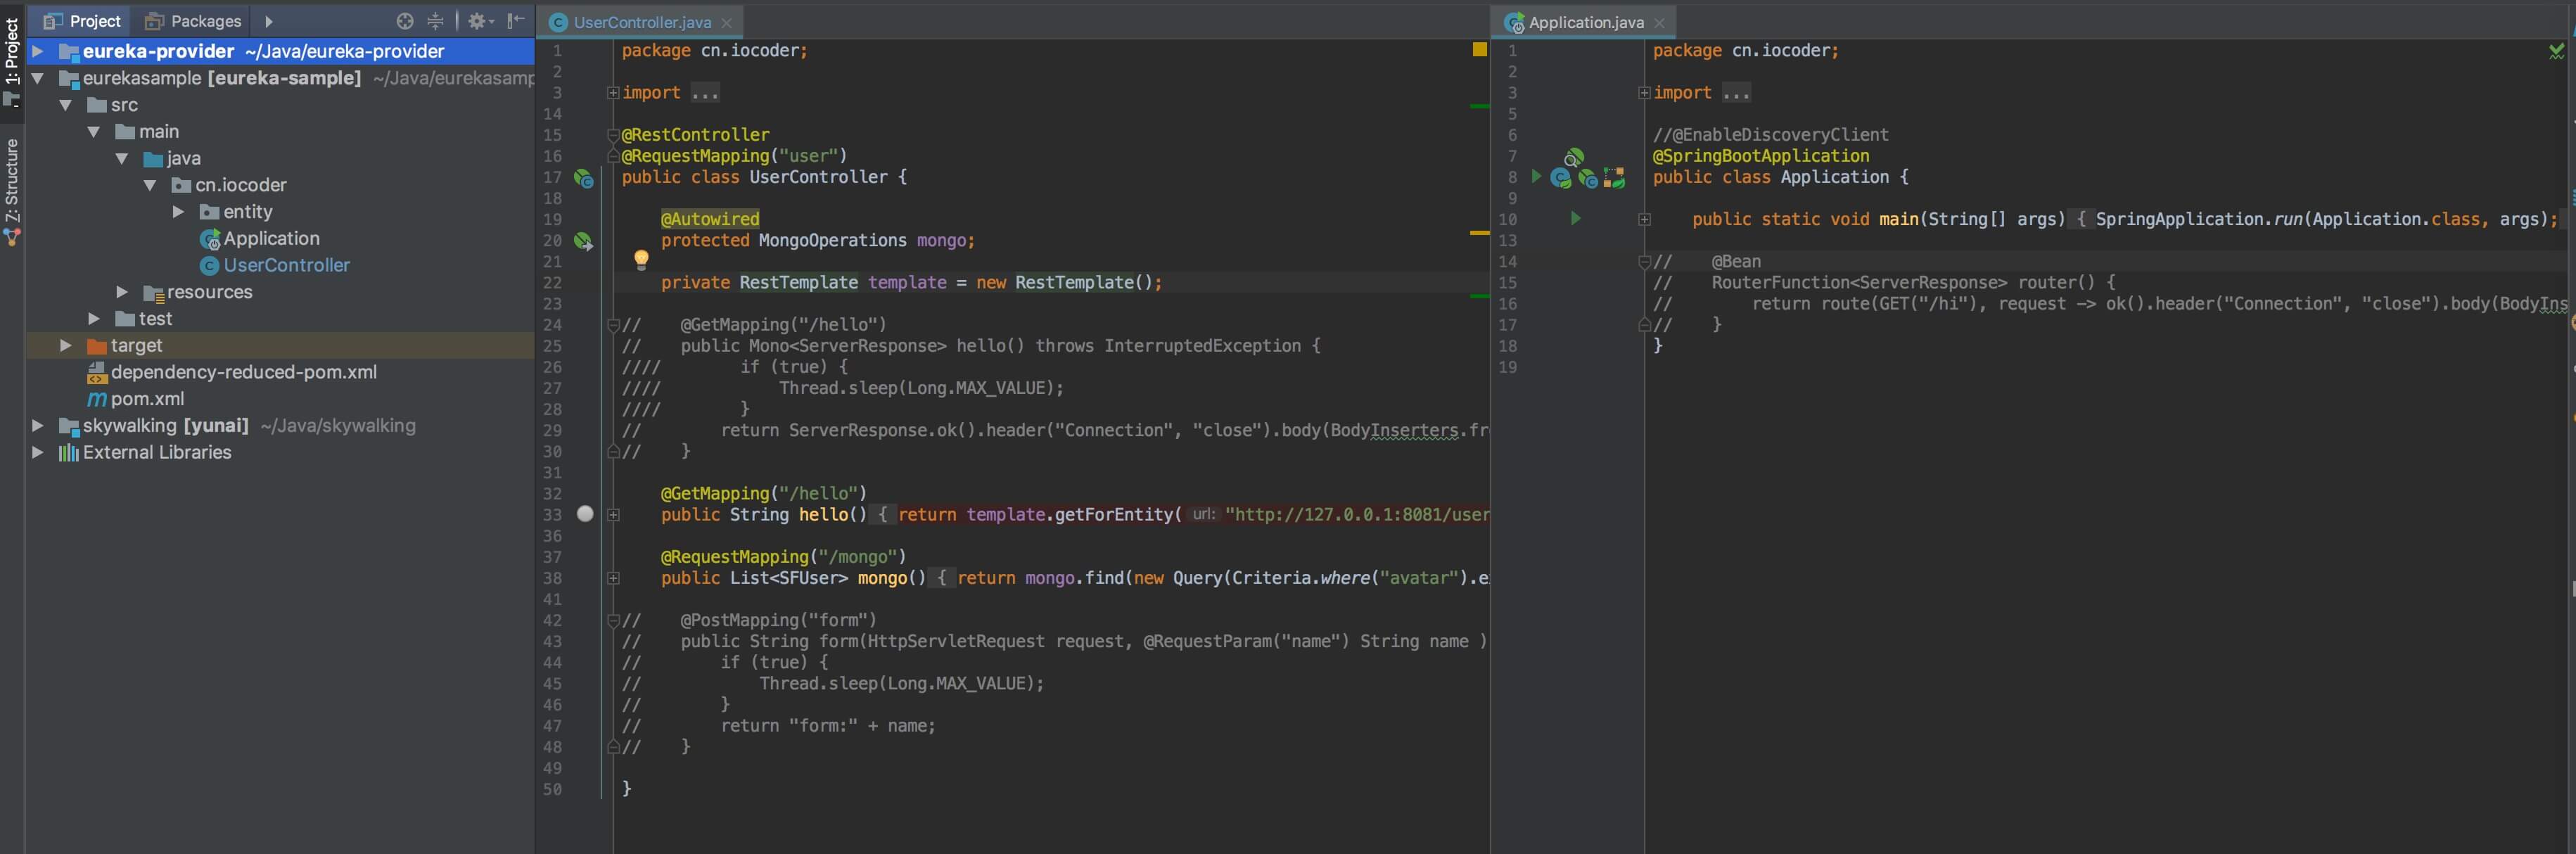 1: Project
Z: Structure
Project
Packages
eureka-provider ~/Java/eureka-provider
eurekasample [eureka-sample] ~/Java/eurekasamp
src
main
java
cn.iocoder
entity
Application
UserController
resources
test
target
dependency-reduced-pom.xml
pom.xml
skywalking [yunai] ~/Java/skywalking
External Libraries
UserController.java
1 package cn.iocoder;
2
3 import ...
14
15 @RestController
16 @RequestMapping("user")
17 public class UserController {
18
19 @Autowired
20 protected MongoOperations mongo;
21
22 private RestTemplate template = new RestTemplate();
23
24 // @GetMapping("/hello")
25 // public Mono<ServerResponse> hello() throws InterruptedException {
26 //// if (true) {
27 //// Thread.sleep(Long.MAX_VALUE);
28 //// }
29 // return ServerResponse.ok().header("Connection", "close").body(BodyInserters.fr
30 // }
31
32 @GetMapping("/hello")
33 public String hello() { return template.getForEntity( url: "http://127.0.0.1:8081/user
36
37 @RequestMapping("/mongo")
38 public List<SFUser> mongo() { return mongo.find(new Query(Criteria.where("avatar").e
41
42 // @PostMapping("form")
43 // public String form(HttpServletRequest request, @RequestParam("name") String name )
44 // if (true) {
45 // Thread.sleep(Long.MAX_VALUE);
46 // }
47 // return "form:" + name;
48 // }
49
50 }
Application.java
1 package cn.iocoder;
2
3 import ...
5
6 //@EnableDiscoveryClient
7 @SpringBootApplication
8 public class Application {
9
10 public static void main(String[] args) { SpringApplication.run(Application.class, args);
13
14 // @Bean
15 // RouterFunction<ServerResponse> router() {
16 // return route(GET("/hi"), request -> ok().header("Connection", "close").body(BodyIns
17 // }
18 }
19